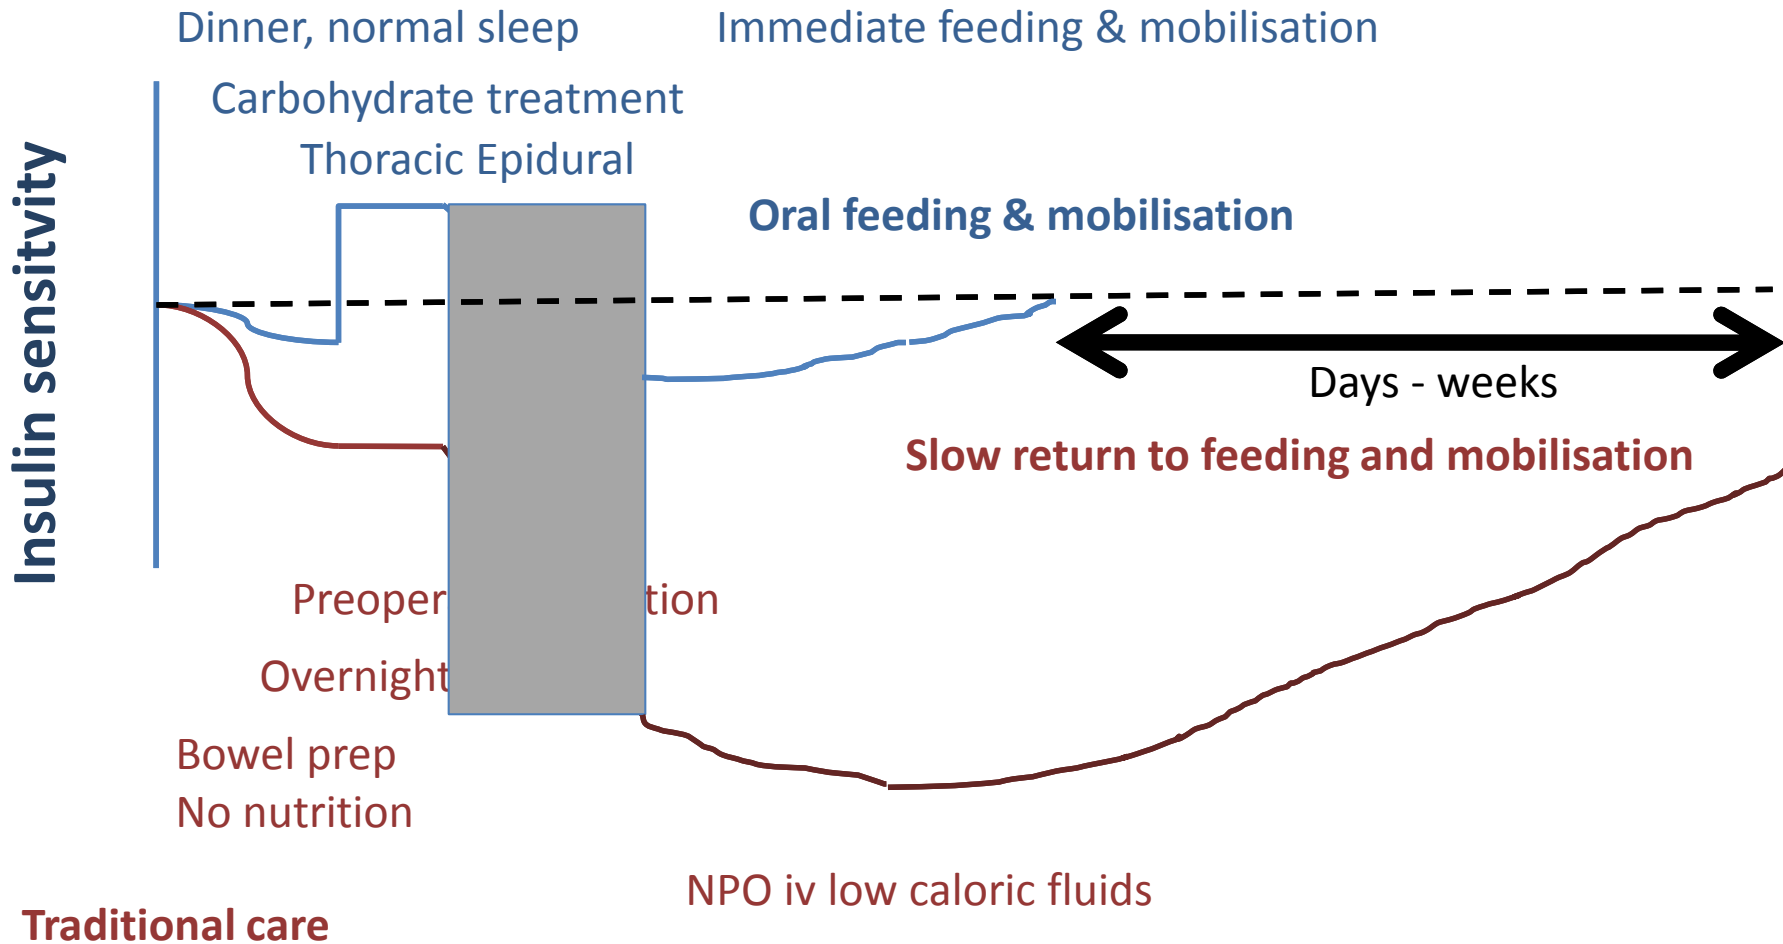 Dinner, normal sleep
Immediate feeding & mobilisation
Carbohydrate treatment
Thoracic Epidural
Oral feeding & mobilisation
Insulin sensitvity
Days - weeks
Slow return to feeding and mobilisation
Preoper tion
Overnight
Bowel prep
No nutrition
NPO iv low caloric fluids
Traditional care